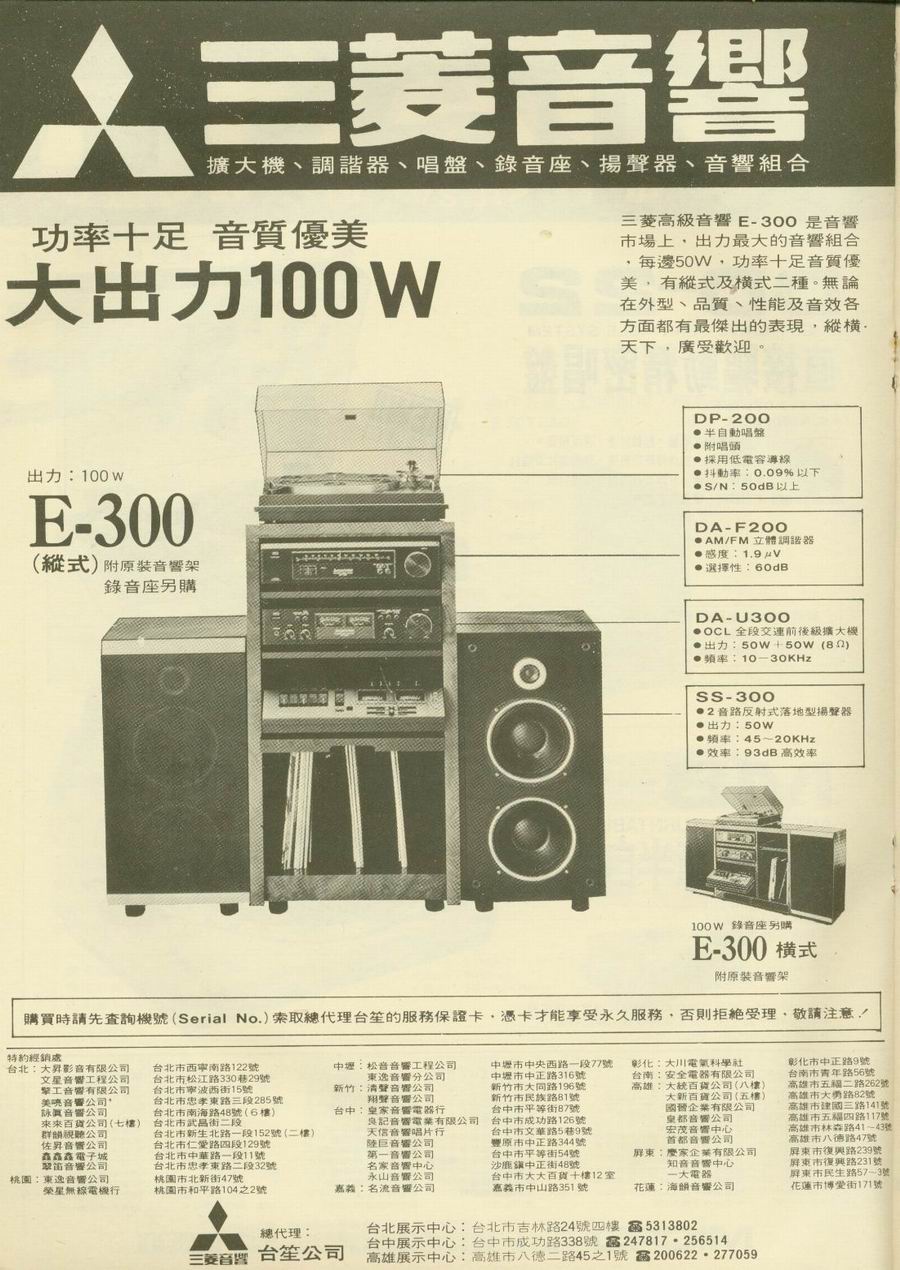 三菱音響
擴大機、調諧器、唱盤、錄音座、揚聲器、音響組合
功率十足 音質優美
大出力100W
三菱高級音響 E-300 是音響
市場上，出力最大的音響組合
，每邊50W，功率十足音質優
美，有縱式及橫式二種。無論
在外型、品質、性能及音效各
方面都有最傑出的表現，縱橫
天下，廣受歡迎。
出力：100W
E-300
(縱式)附原裝音響架
錄音座另購
DP-200
●半自動唱盤
●附唱頭
●採用低電容導線
●抖動率：0.09%以下
●S/N：50dB以上
DA-F200
●AM/FM 立體調諧器
●感度：1.9μV
●選擇性：60dB
DA-U300
●OCL 全段交連前後級擴大機
●出力：50W＋50W (8Ω)
●頻率：10－30KHz
SS-300
●2音路反射式落地型揚聲器
●出力：50W
●頻率：45～20KHz
●效率：93dB高效率
100W 錄音座另購
E-300 橫式
附原裝音響架
購買時請先查詢機號(Serial No.)索取總代理台笙的服務保證卡，憑卡才能享受永久服務，否則拒絕受理，敬請注意！
特約經銷處
台北：大昇影音有限公司 台北市西寧南路122號
文星音響工程公司 台北市松江路330巷29號
擎工音響有限公司 台北市寧波西街15號
美曉音響公司 台北市忠孝東路三段285號
詠眞音響公司 台北市南海路48號(6樓)
來來百貨公司(七樓) 台北市武昌街二段
群韻視聽公司 台北市新生北路一段152號(二樓)
佐昇音響公司 台北市仁愛路四段129號
鑫鑫鑫電子城 台北市中華路一段11號
翠笛音響公司 台北市忠孝東路二段32號
桃園：東逸音響公司 桃園市北新街47號
榮星無線電機行 桃園市和平路104之2號
中壢：松音音響工程公司 中壢市中央西路一段77號
東逸音響分公司 中壢市中正路316號
新竹：清聲音響公司 新竹市大同路196號
翔聲音響公司 新竹市民族路81號
台中：皇家音響電器行 台中市平等街87號
良記音響電業有限公司 台中市成功路126號
天信音響唱片行 台中市文華路5巷9號
陸巨音響公司 豐原市中正路344號
第一音響公司 台中市平等街54號
名家音響中心 沙鹿鎮中正街48號
永山音響公司 台中市大大百貨十樓12室
嘉義：名流音響公司 嘉義市中山路351號
彰化：大川電氣科學社 彰化市中正路9號
台南：安全電器有限公司 台南市青年路56號
高雄：大統百貨公司(八樓) 高雄市五福二路262號
大新百貨公司(五樓) 高雄市大勇路82號
國晉企業有限公司 高雄市建國三路141號
皇都音響公司 高雄市五福四路117號
宏茂音響中心 高雄市林森路41－43號
首都音響公司 高雄市八德路47號
屏東：慶家企業有限公司 屏東市復興路239號
知音音響中心 屏東市復興路231號
一大電器 屏東市民生路57－3號
花蓮：海韻音響公司 花蓮市博愛街171號
三菱音響
總代理：
台笙公司
台北展示中心：台北市吉林路24號四樓 ☎5313802
台中展示中心：台中市成功路338號 ☎247817・256514
高雄展示中心：高雄市八德二路45之1號 ☎200622・277059